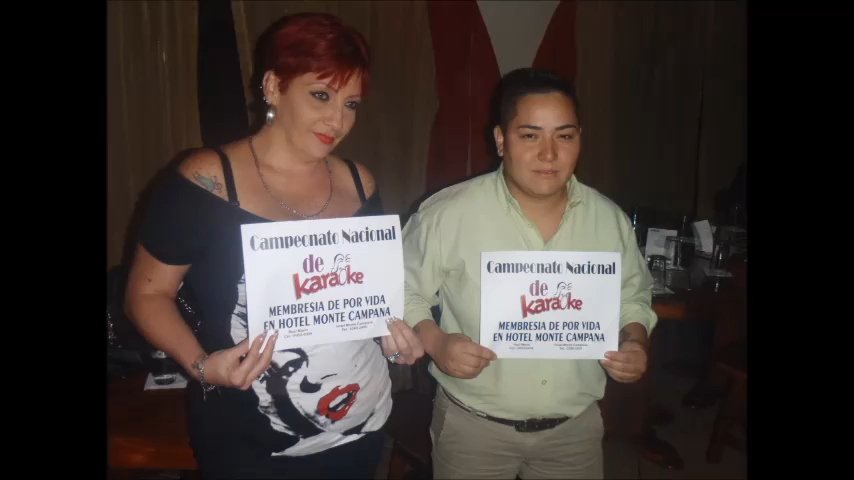 Campeonato Nacional
de
karaoke
MEMBRESIA DE POR VIDA
EN HOTEL MONTE CAMPANA
Campeonato Nacional
de
karaoke
MEMBRESIA DE POR VIDA
EN HOTEL MONTE CAMPANA